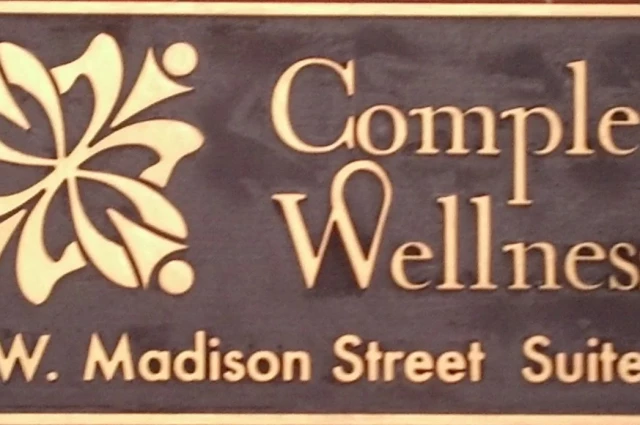 Comple
Wellnes
W. Madison Street Suite